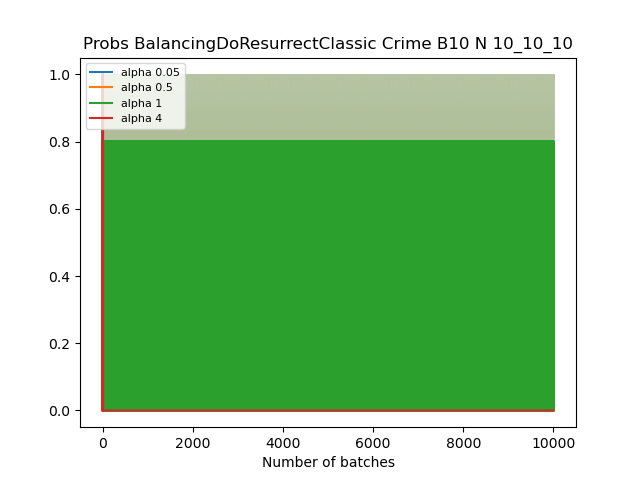 Probs BalancingDoResurrectClassic Crime B10 N 10_10_10
1.0
alpha 0.05
alpha 0.5
alpha 1
alpha 4
0.8
0.6
0.4
0.2
0.0
0 2000 4000 6000 8000 10000
Number of batches